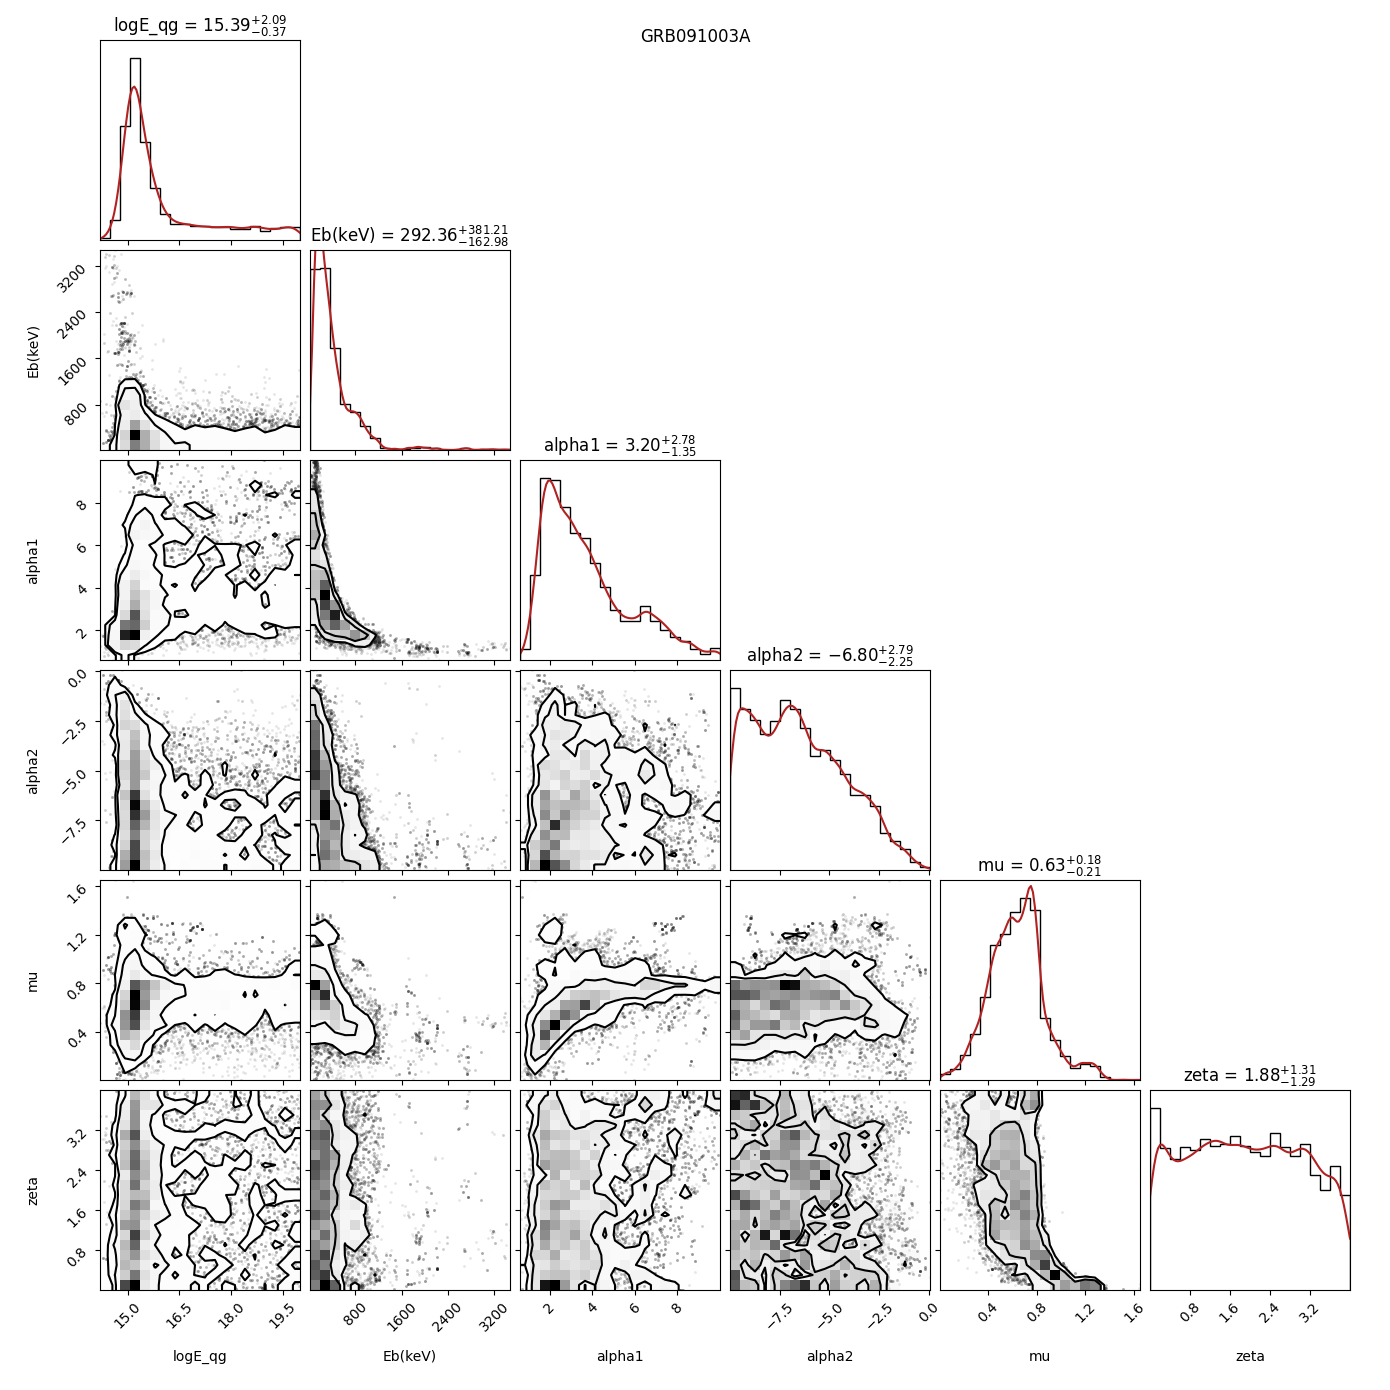 GRB091003A
logE_qg = 15.39 +2.09 −0.37
Eb(keV) = 292.36 +381.21 −162.98
3200
2400
1600
800
Eb(keV)
alpha1 = 3.20 +2.78 −1.35
8
6
4
2
alpha1
alpha2 = −6.80 +2.79 −2.25
0.0
−2.5
−5.0
−7.5
alpha2
mu = 0.63 +0.18 −0.21
1.6
1.2
0.8
0.4
mu
zeta = 1.88 +1.31 −1.29
3.2
2.4
1.6
0.8
zeta
15.0 16.5 18.0 19.5 800 1600 2400 3200 2 4 6 8 −7.5 −5.0 −2.5 0.0 0.4 0.8 1.2 1.6 0.8 1.6 2.4 3.2
logE_qg Eb(keV) alpha1 alpha2 mu zeta